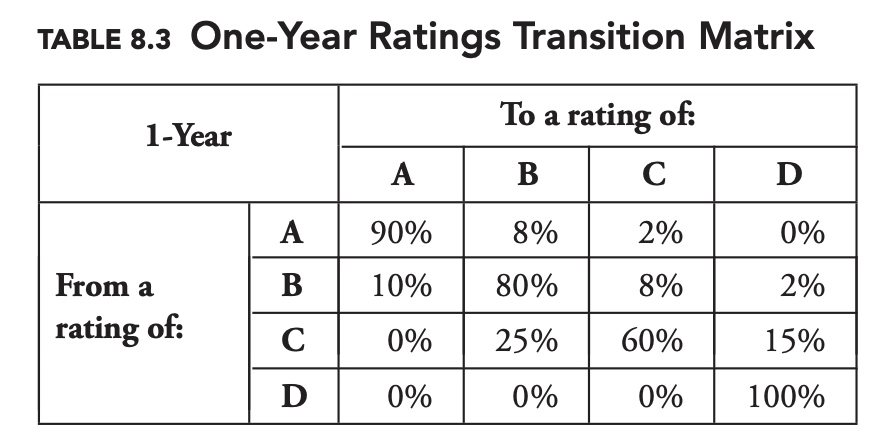 TABLE 8.3 One-Year Ratings Transition Matrix
1-Year
To a rating of:
A B C D
From a rating of:
A 90% 8% 2% 0%
B 10% 80% 8% 2%
C 0% 25% 60% 15%
D 0% 0% 0% 100%